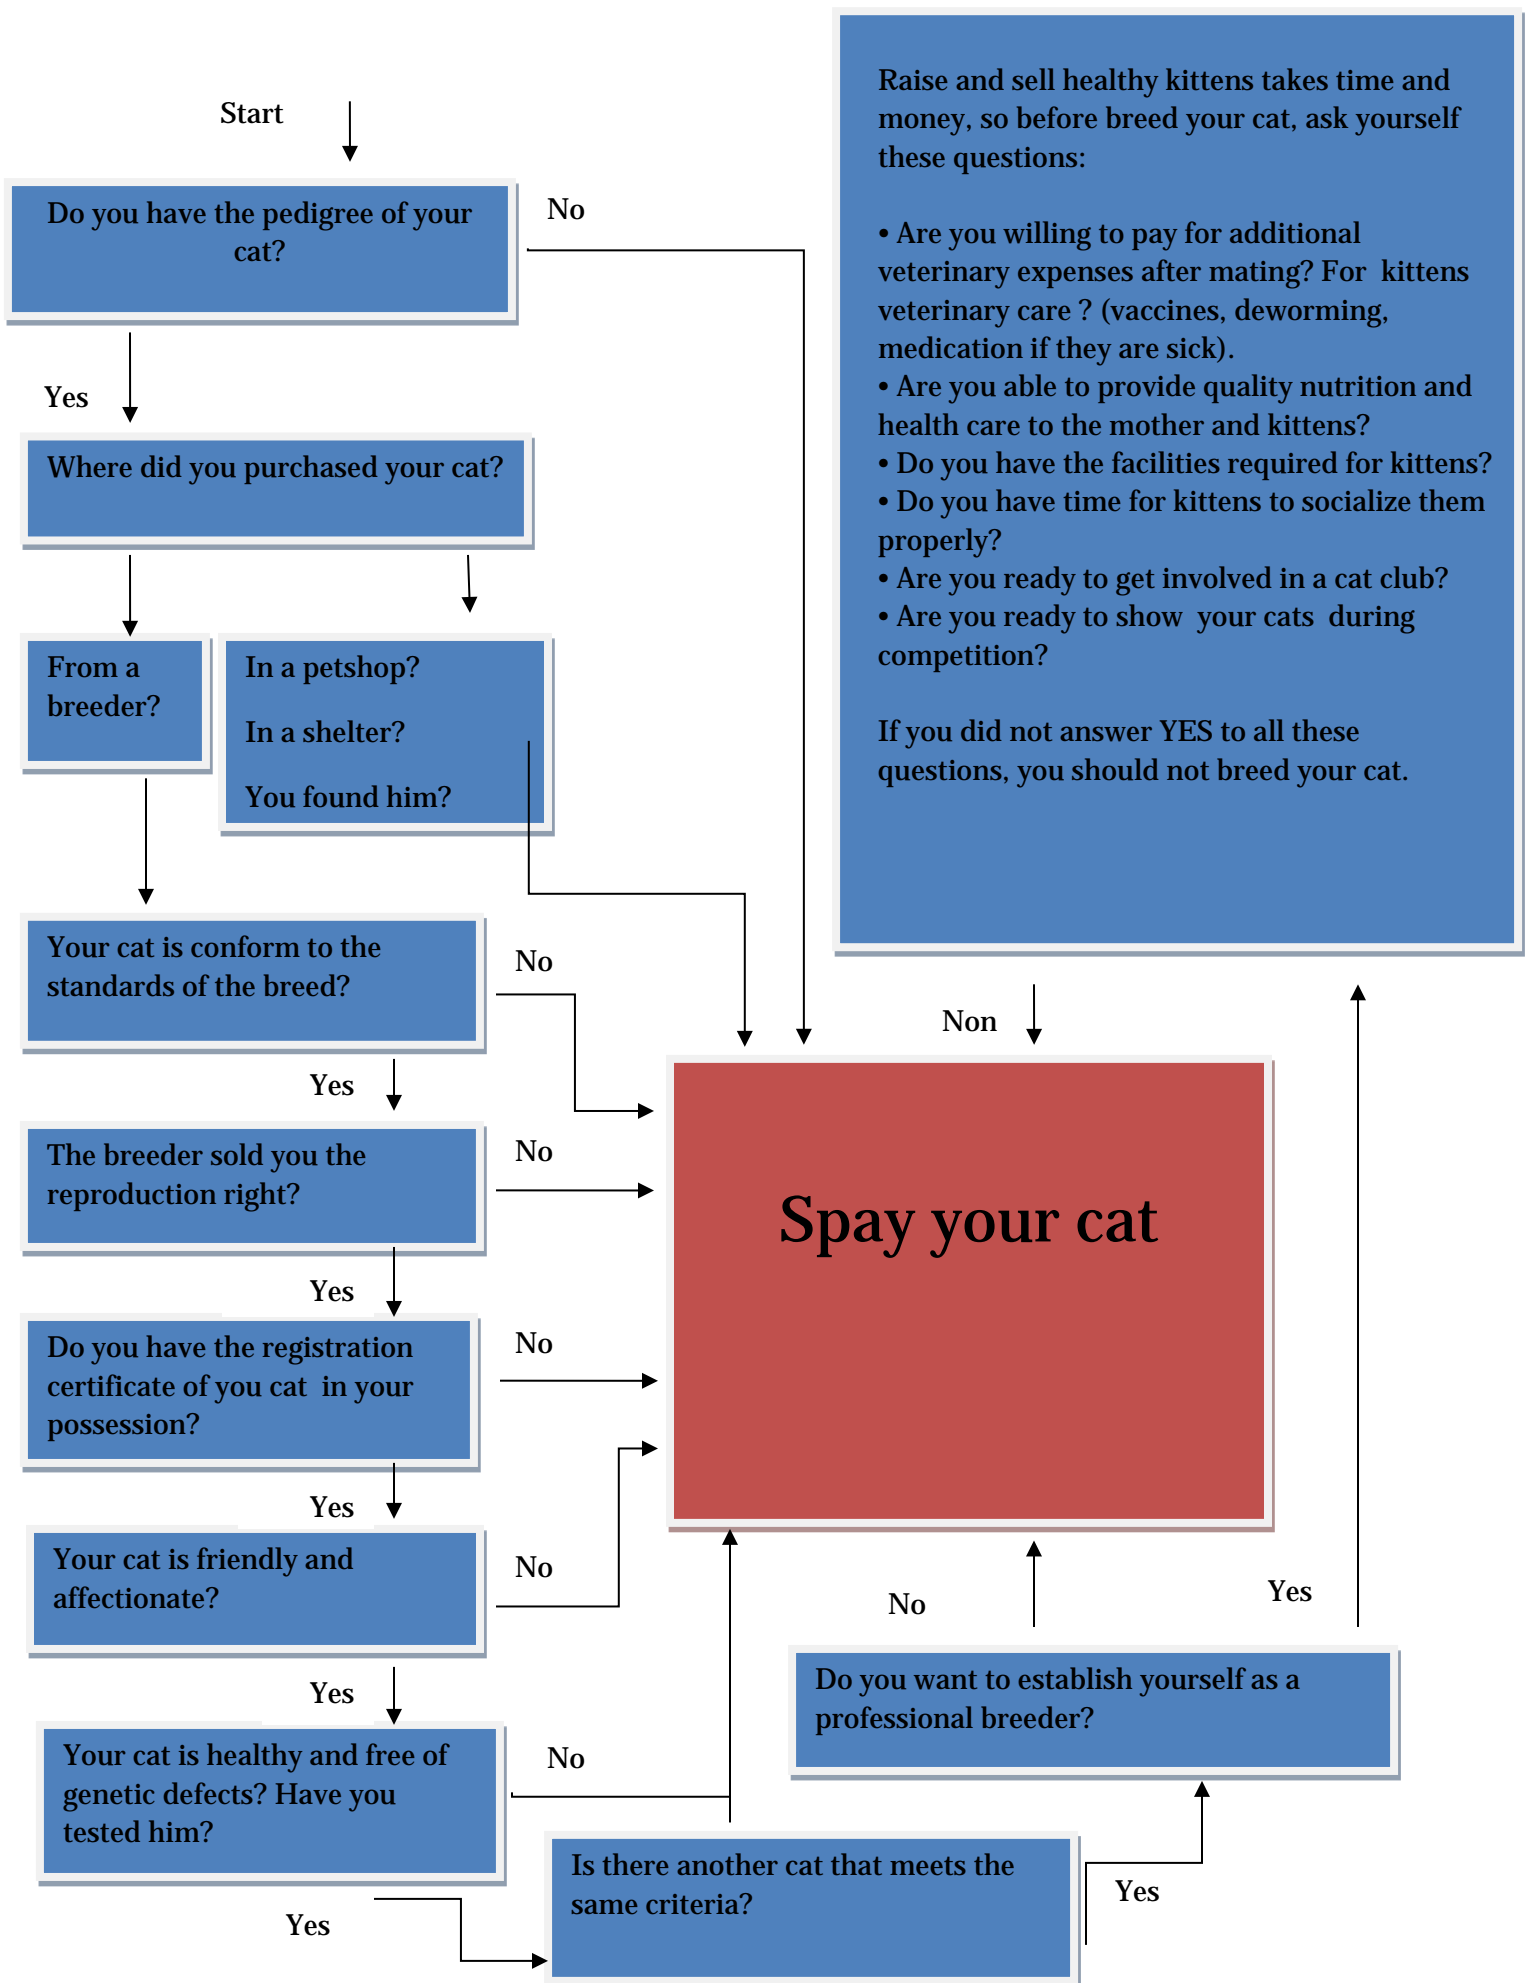 Start
Do you have the pedigree of your
cat?
No
Yes
Where did you purchased your cat?
From a
breeder?
In a petshop?
In a shelter?
You found him?
Your cat is conform to the
standards of the breed?
No
Yes
The breeder sold you the
reproduction right?
No
Yes
Do you have the registration
certificate of you cat in your
possession?
No
Yes
Your cat is friendly and
affectionate?
No
Yes
Your cat is healthy and free of
genetic defects? Have you
tested him?
No
Yes
Is there another cat that meets the
same criteria?
Yes
Do you want to establish yourself as a
professional breeder?
No
Yes
Raise and sell healthy kittens takes time and
money, so before breed your cat, ask yourself
these questions:
• Are you willing to pay for additional
veterinary expenses after mating? For kittens
veterinary care ? (vaccines, deworming,
medication if they are sick).
• Are you able to provide quality nutrition and
health care to the mother and kittens?
• Do you have the facilities required for kittens?
• Do you have time for kittens to socialize them
properly?
• Are you ready to get involved in a cat club?
• Are you ready to show your cats during
competition?
If you did not answer YES to all these
questions, you should not breed your cat.
Non
Spay your cat